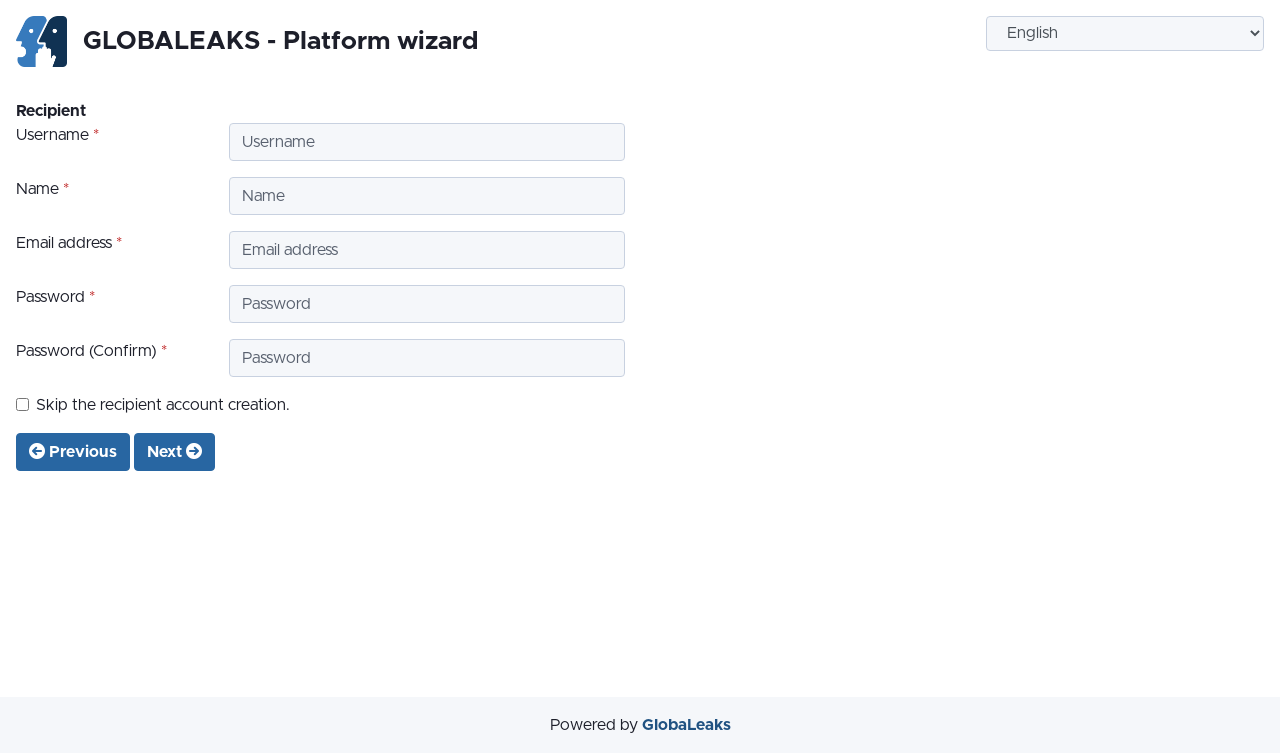 GLOBALEAKS - Platform wizard
English
Recipient
Username *
Username
Name *
Name
Email address *
Email address
Password *
Password
Password (Confirm) *
Password
Skip the recipient account creation.
Previous
Next
Powered by GlobaLeaks